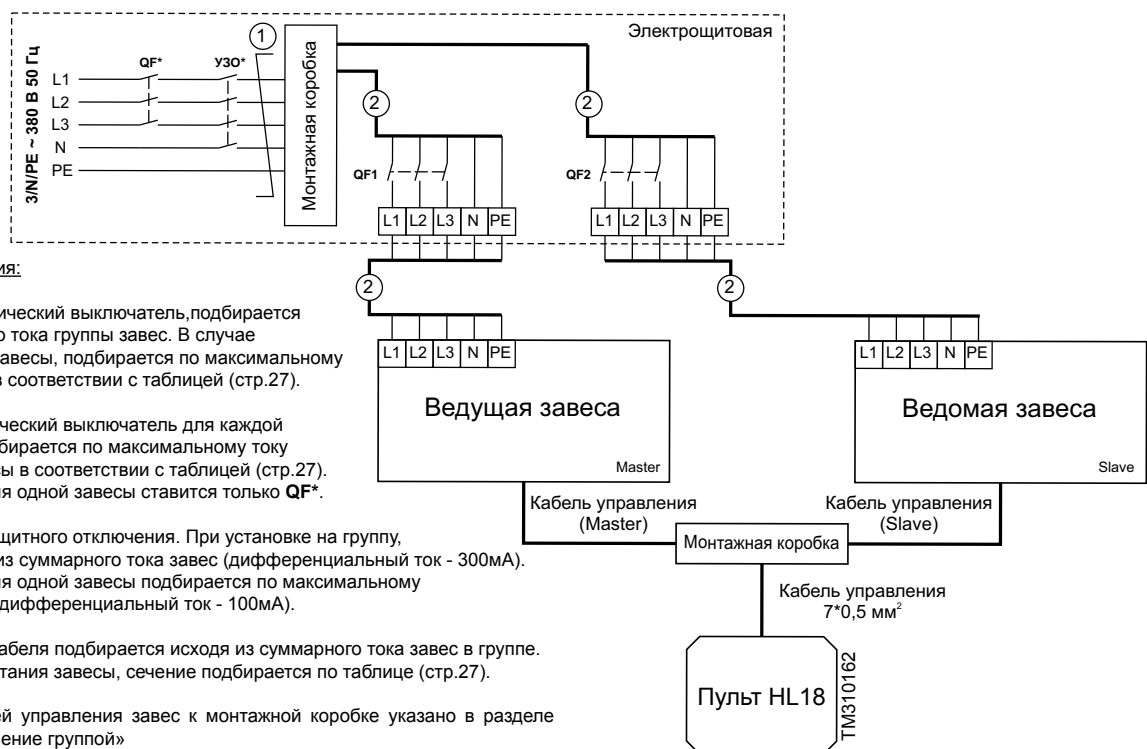 Электрощитовая
3/N/PE ~ 380 В 50 Гц
QF*
УЗО*
1
L1
L2
L3
N
PE
Монтажная коробка
2
2
QF1
QF2
L1 L2 L3 N PE
L1 L2 L3 N PE
2
2
ия:
ический выключатель,подбирается
о тока группы завес. В случае
авесы, подбирается по максимальному
в соответствии с таблицей (стр.27).
ический выключатель для каждой
бирается по максимальному току
сы в соответствии с таблицей (стр.27).
ия одной завесы ставится только QF*.
щитного отключения. При установке на группу,
из суммарного тока завес (дифференциальный ток - 300мА).
ия одной завесы подбирается по максимальному
дифференциальный ток - 100мА).
абеля подбирается исходя из суммарного тока завес в группе.
тания завесы, сечение подбирается по таблице (стр.27).
ей управления завес к монтажной коробке указано в разделе
ение группой»
L1 L2 L3 N PE
Ведущая завеса
Master
L1 L2 L3 N PE
Ведомая завеса
Slave
Кабель управления
(Master)
Кабель управления
(Slave)
Монтажная коробка
Кабель управления
7*0,5 мм²
Пульт HL18
TM310162